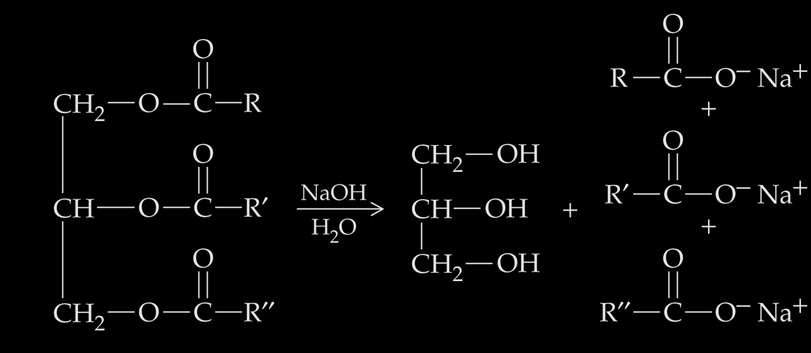 O
CH2—O—C—R
O
CH—O—C—R′
O
CH2—O—C—R″
NaOH
H2O
CH2—OH
CH—OH
CH2—OH
+
O
R—C—O− Na+
+
O
R′—C—O− Na+
+
O
R″—C—O− Na+